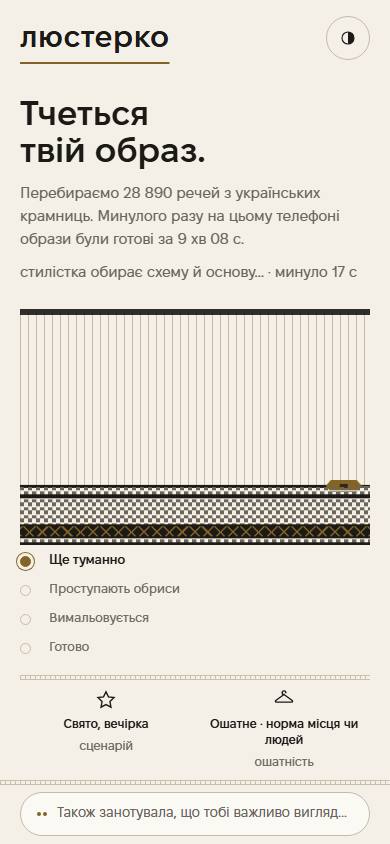 люстерко
Тчеться
твій образ.
Перебираємо 28 890 речей з українських
крамниць. Минулого разу на цьому телефоні
образи були готові за 9 хв 08 с.
стилістка обирає схему й основу... · минуло 17 с
Ще туманно
Проступають обриси
Вимальовується
Готово
Свято, вечірка
сценарій
Ошатне · норма місця чи
людей
ошатність
Також занотувала, що тобі важливо вигляд...